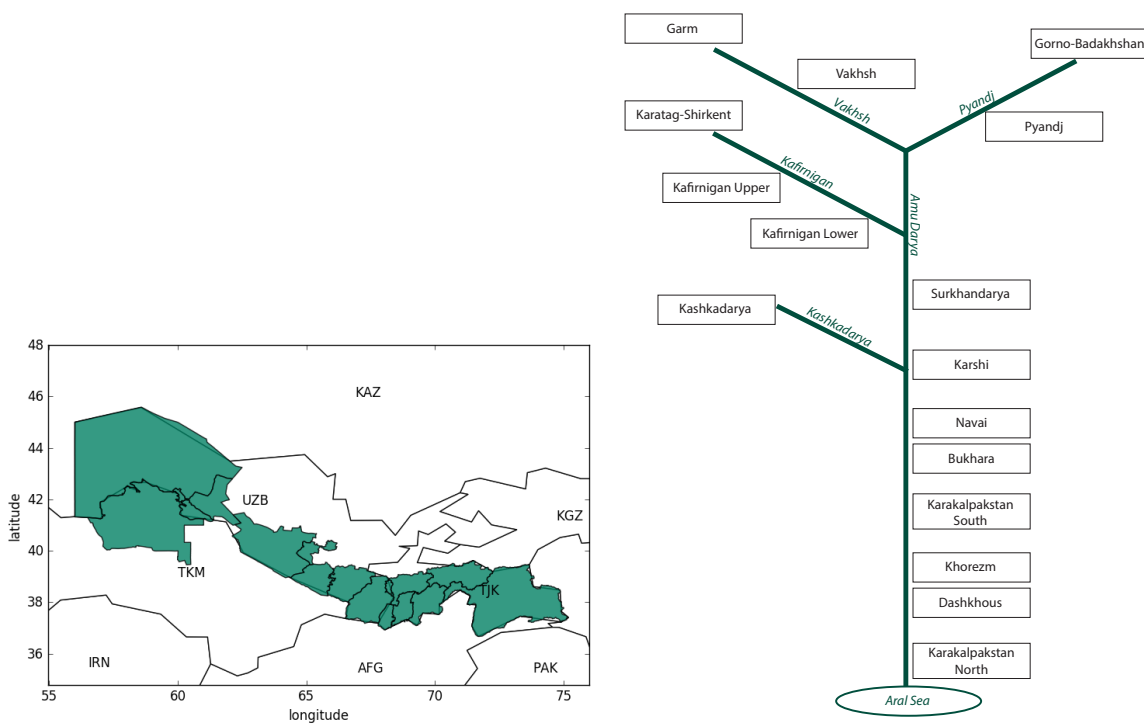 48
46
44
42
40
38
36
55
60
65
70
75
latitude
longitude
KAZ
UZB
KGZ
TKM
TJK
IRN
AFG
PAK
Garm
Gorno-Badakhshan
Vakhsh
Vakhsh
Pyandj
Pyandj
Karatag-Shirkent
Kafirnigan
Kafirnigan Upper
Kafirnigan Lower
Amu Darya
Surkhandarya
Kashkadarya
Kashkadarya
Karshi
Navai
Bukhara
Karakalpakstan
South
Khorezm
Dashkhous
Karakalpakstan
North
Aral Sea